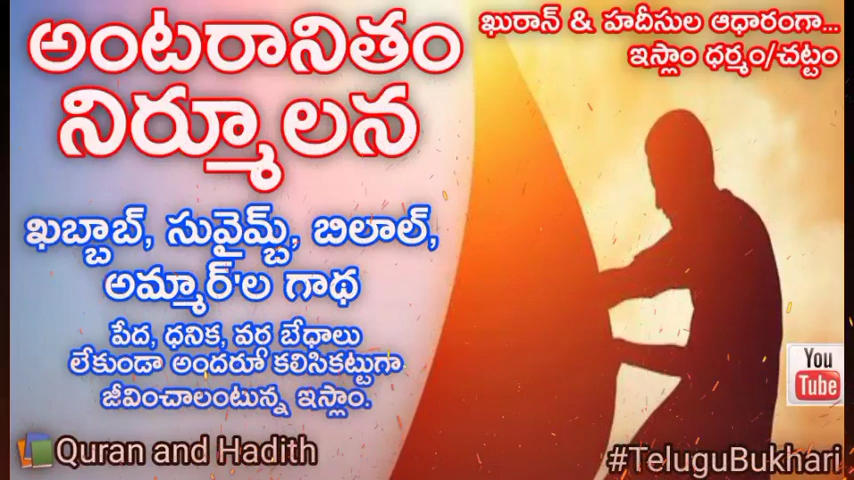 అంటరానితం
నిర్మూలన
ఖురాన్ & హదీసుల ఆధారంగా...
ఇస్లాం ధర్మం/చట్టం
ఖబ్బాబ్, సువైమ్బ్, బిలాల్,
అమ్మార్'ల గాథ
పేద, ధనిక, వర్గ బేధాలు
లేకుండా అందరూ కలిసికట్టుగా
జీవించాలంటున్న ఇస్లాం.
You
Tube
Quran and Hadith
#TeluguBukhari